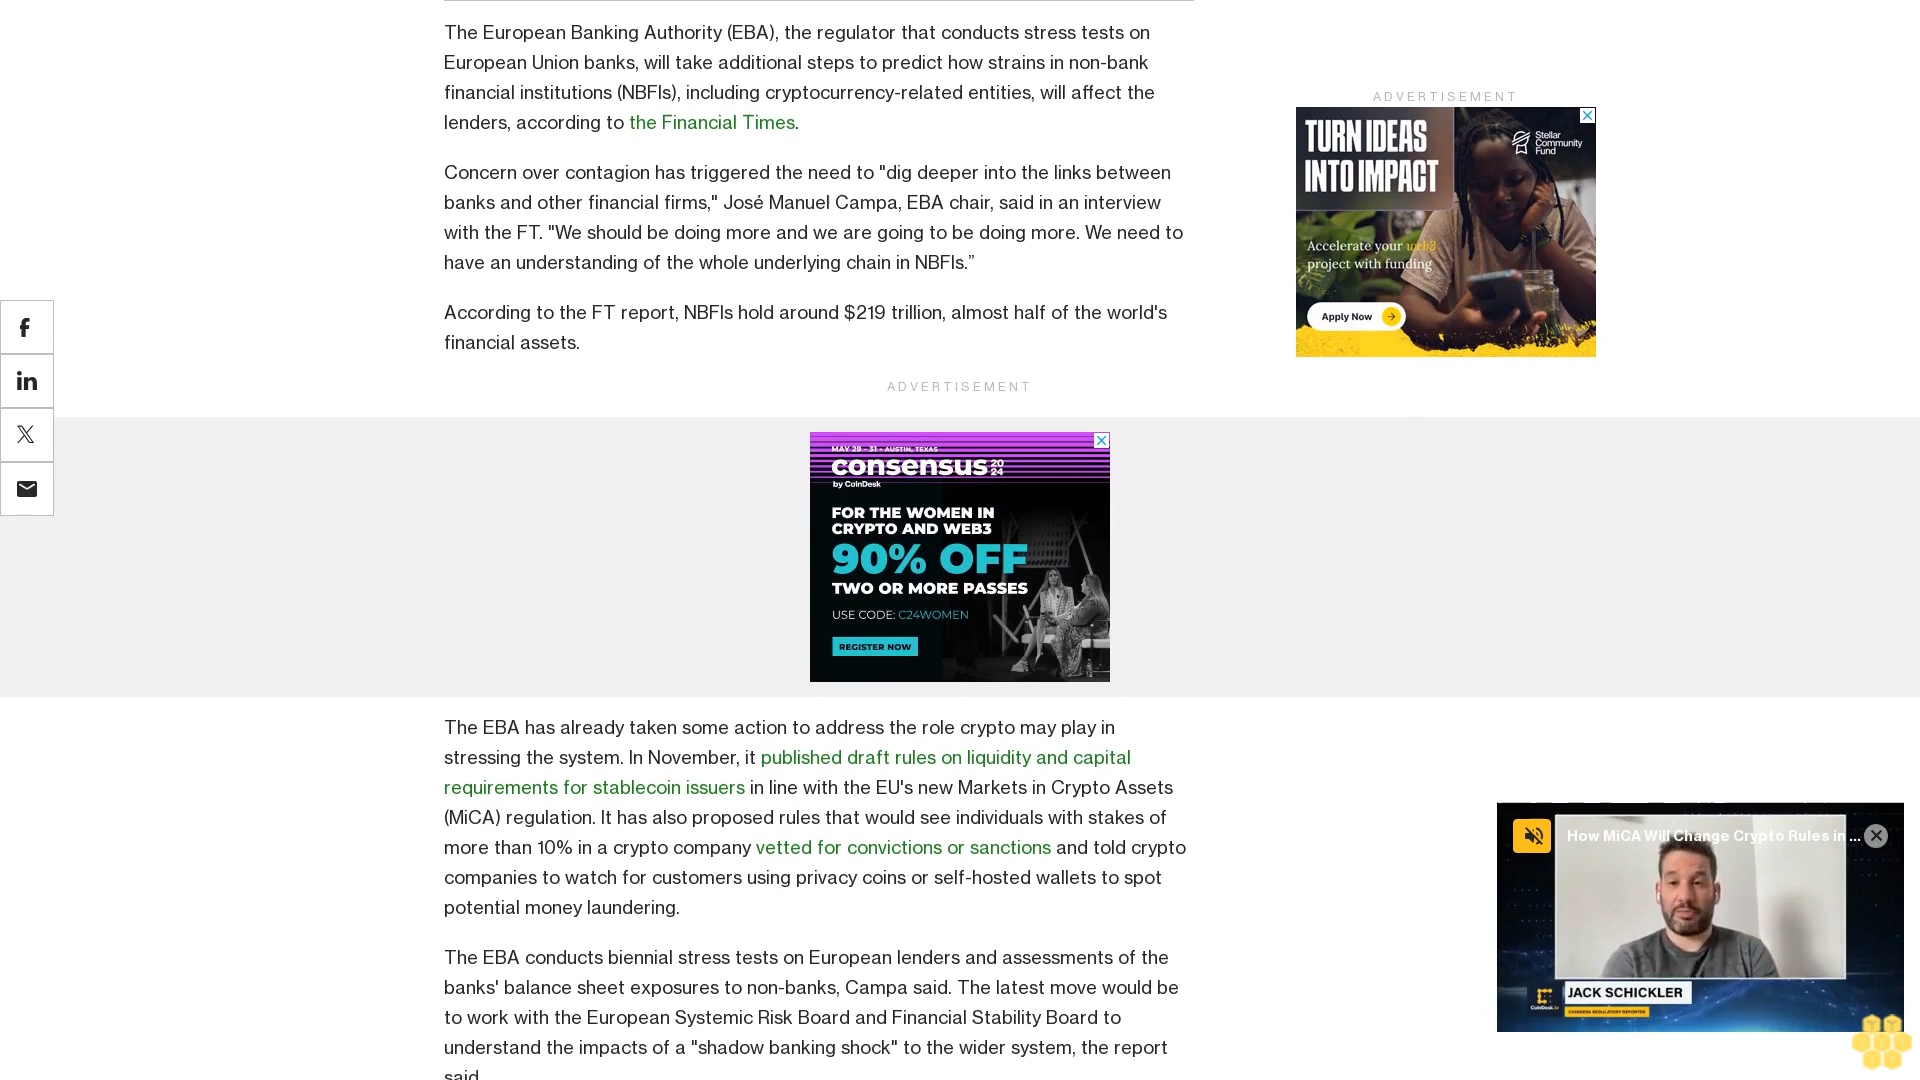 The European Banking Authority (EBA), the regulator that conducts stress tests on
European Union banks, will take additional steps to predict how strains in non-bank
financial institutions (NBFIs), including cryptocurrency-related entities, will affect the
lenders, according to the Financial Times.
Concern over contagion has triggered the need to "dig deeper into the links between
banks and other financial firms," José Manuel Campa, EBA chair, said in an interview
with the FT. "We should be doing more and we are going to be doing more. We need to
have an understanding of the whole underlying chain in NBFIs.”
According to the FT report, NBFIs hold around $219 trillion, almost half of the world's
financial assets.
ADVERTISEMENT
TURN IDEAS
INTO IMPACT
Stellar
Community
Fund
Accelerate your web3
project with funding
Apply Now
ADVERTISEMENT
MAY 29 - 31 • AUSTIN, TEXAS
consensus 2024
by CoinDesk
FOR THE WOMEN IN
CRYPTO AND WEB3
90% OFF
TWO OR MORE PASSES
USE CODE: C24WOMEN
REGISTER NOW
The EBA has already taken some action to address the role crypto may play in
stressing the system. In November, it published draft rules on liquidity and capital
requirements for stablecoin issuers in line with the EU's new Markets in Crypto Assets
(MiCA) regulation. It has also proposed rules that would see individuals with stakes of
more than 10% in a crypto company vetted for convictions or sanctions and told crypto
companies to watch for customers using privacy coins or self-hosted wallets to spot
potential money laundering.
The EBA conducts biennial stress tests on European lenders and assessments of the
banks' balance sheet exposures to non-banks, Campa said. The latest move would be
to work with the European Systemic Risk Board and Financial Stability Board to
understand the impacts of a "shadow banking shock" to the wider system, the report
said.
How MiCA Will Change Crypto Rules in ...
JACK SCHICKLER
COINDESK REGULATORY REPORTER
CoinDesk.tv